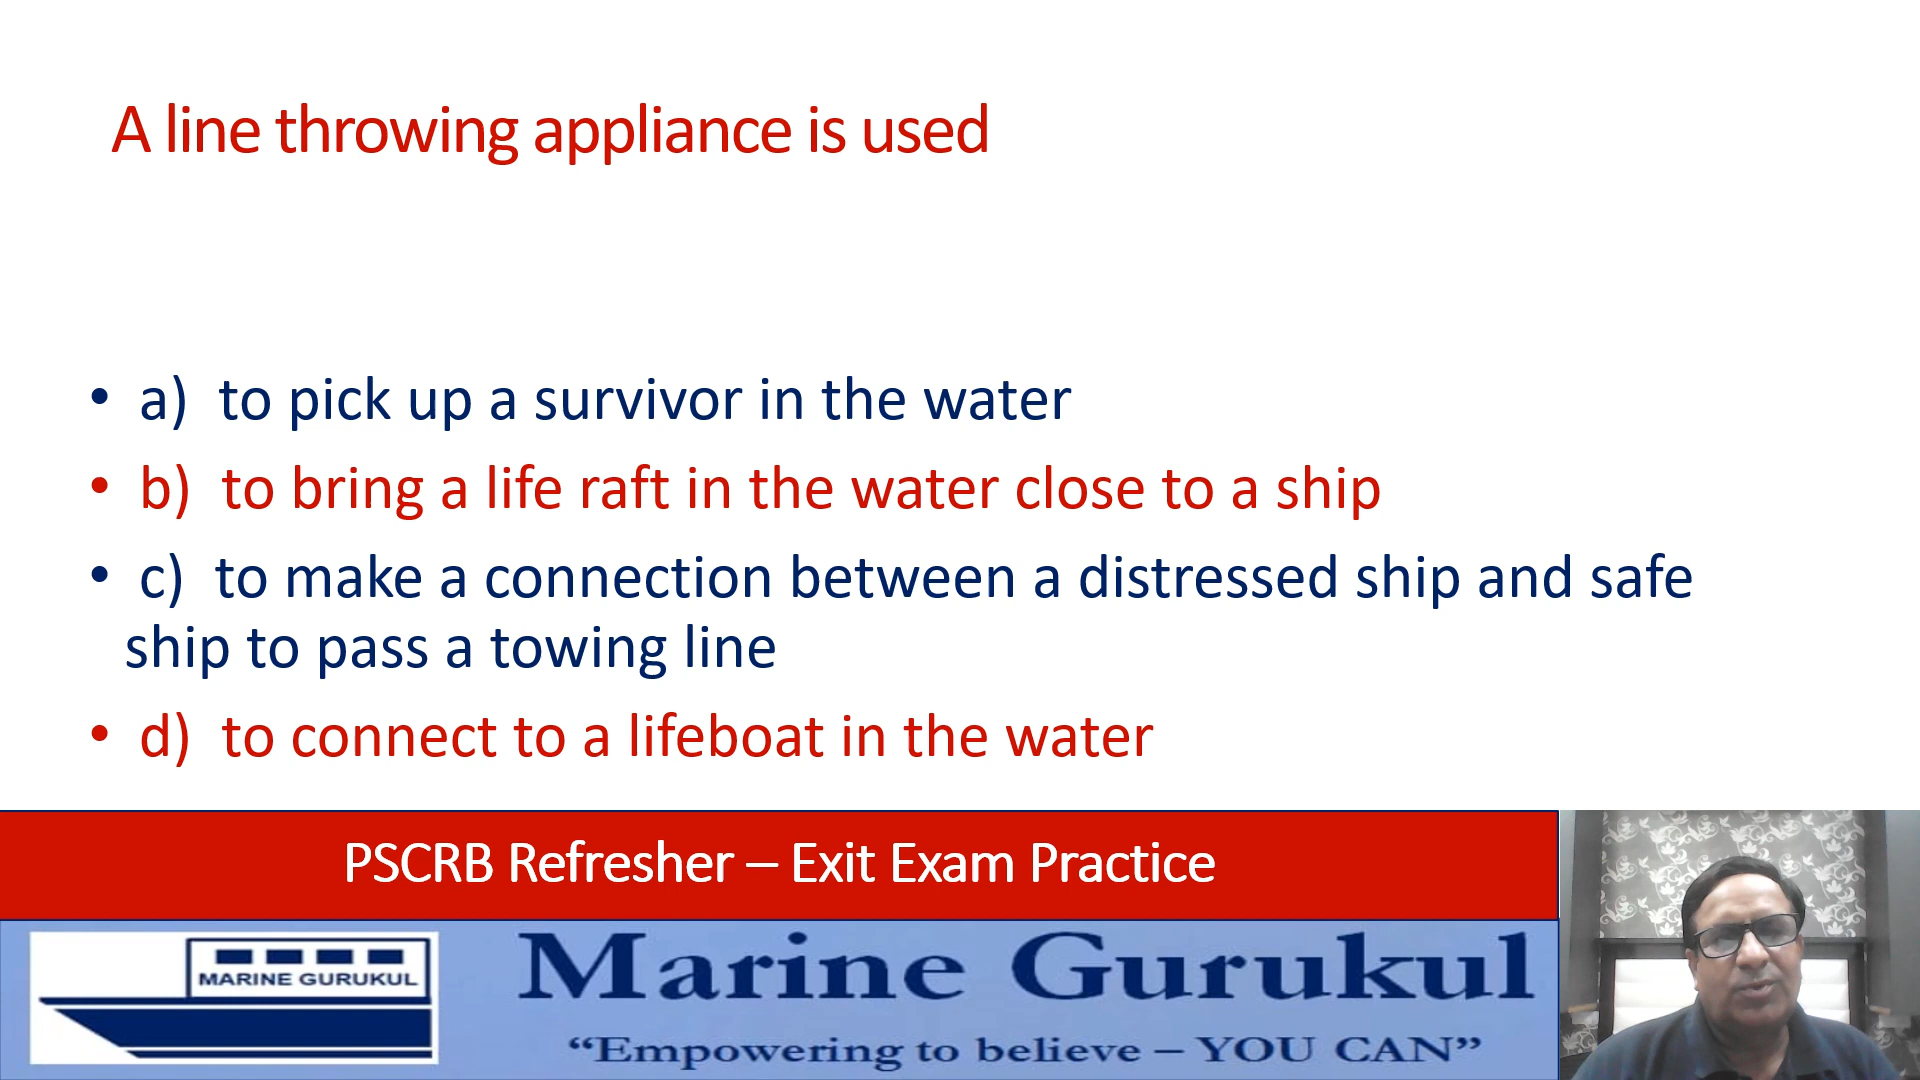 A line throwing appliance is used
• a) to pick up a survivor in the water
• b) to bring a life raft in the water close to a ship
• c) to make a connection between a distressed ship and safe
ship to pass a towing line
• d) to connect to a lifeboat in the water
PSCRB Refresher – Exit Exam Practice
MARINE GURUKUL
Marine Gurukul
“Empowering to believe – YOU CAN”